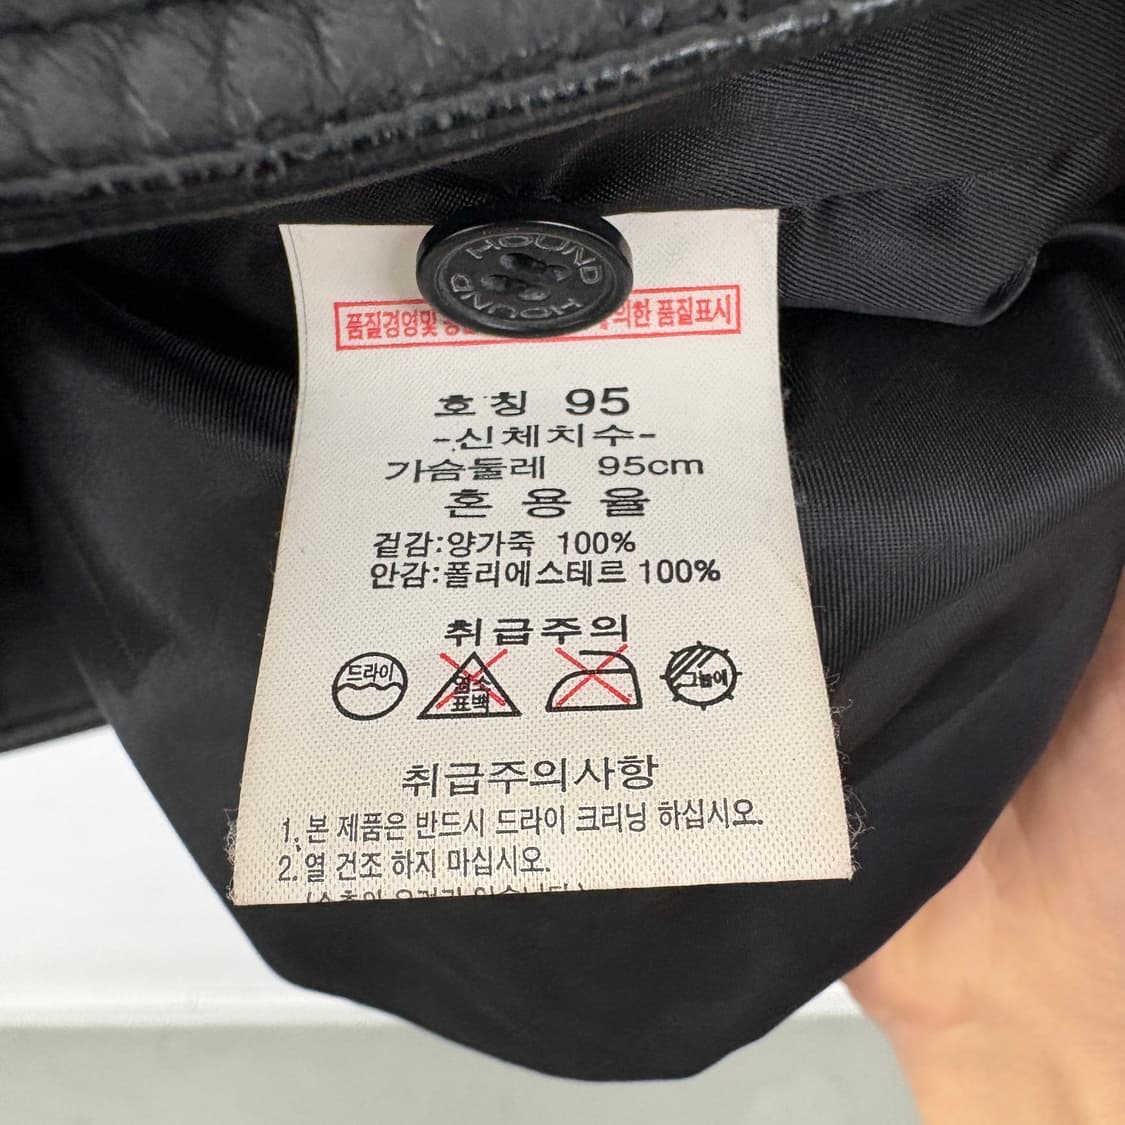 HOUND HOUND HOUND
품질경영및 의한 품질표시
호칭 95
-신체치수-
가슴둘레 95cm
혼용율
겉감:양가죽 100%
안감:폴리에스테르 100%
취급주의
드라이 염소 표백 그늘에
취급주의사항
1. 본 제품은 반드시 드라이 크리닝 하십시오.
2. 열 건조 하지 마십시오.